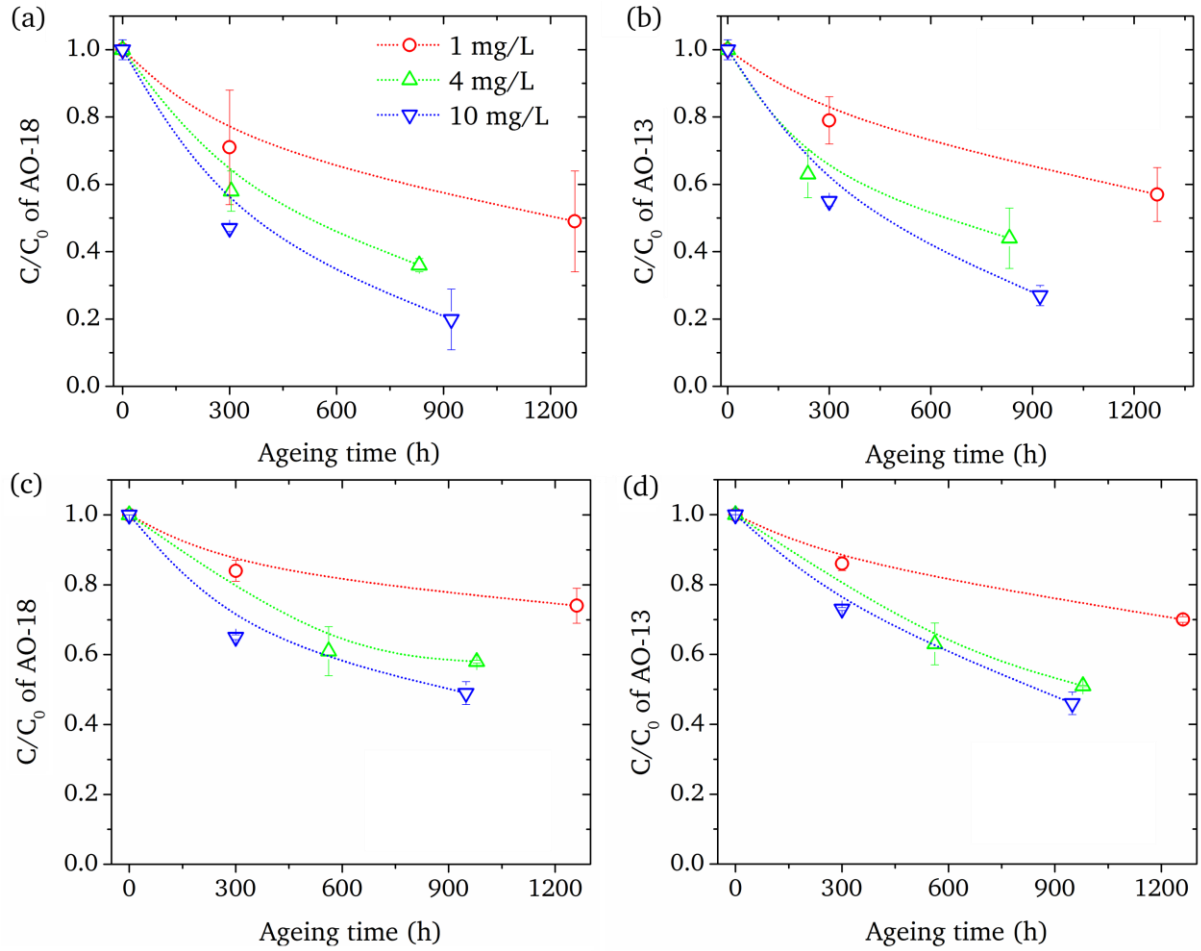 (a)
C/C₀ of AO-18
1.0
0.8
0.6
0.4
0.2
0.0
1 mg/L
4 mg/L
10 mg/L
0 300 600 900 1200
Ageing time (h)
(b)
C/C₀ of AO-13
1.0
0.8
0.6
0.4
0.2
0.0
0 300 600 900 1200
Ageing time (h)
(c)
C/C₀ of AO-18
1.0
0.8
0.6
0.4
0.2
0.0
0 300 600 900 1200
Ageing time (h)
(d)
C/C₀ of AO-13
1.0
0.8
0.6
0.4
0.2
0.0
0 300 600 900 1200
Ageing time (h)